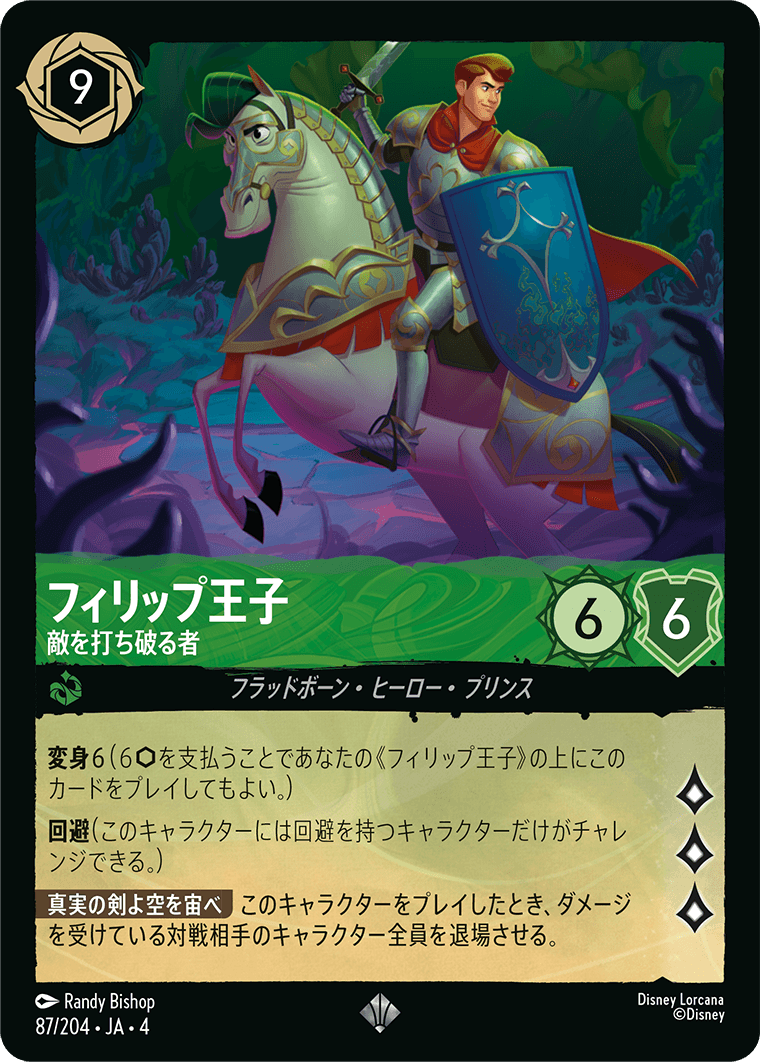 9
フィリップ王子
敵を打ち破る者
6
6
フラッドボーン・ヒーロー・プリンス
変身6(6⬡を支払うことであなたの《フィリップ王子》の上にこの
カードをプレイしてもよい。)
回避(このキャラクターには回避を持つキャラクターだけがチャレ
ンジできる。)
真実の剣よ空を宙べ このキャラクターをプレイしたとき、ダメージ
を受けている対戦相手のキャラクター全員を退場させる。
Randy Bishop
87/204・JA・4
Disney Lorcana
©Disney